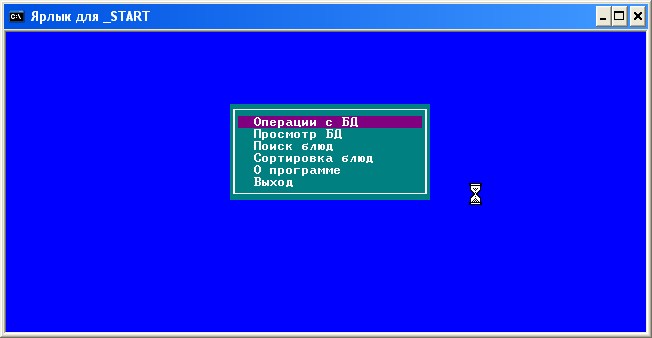 Ярлык для _START
Операции с БД
Просмотр БД
Поиск блюд
Сортировка блюд
О программе
Выход